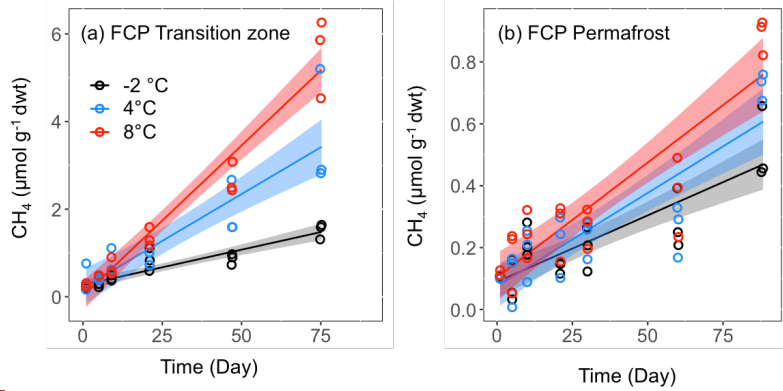 (a) FCP Transition zone
-2 °C
4°C
8°C
CH4 (µmol g-1 dwt)
6
4
2
0
0 25 50 75
Time (Day)
(b) FCP Permafrost
CH4 (µmol g-1 dwt)
0.8
0.6
0.4
0.2
0.0
0 25 50 75
Time (Day)